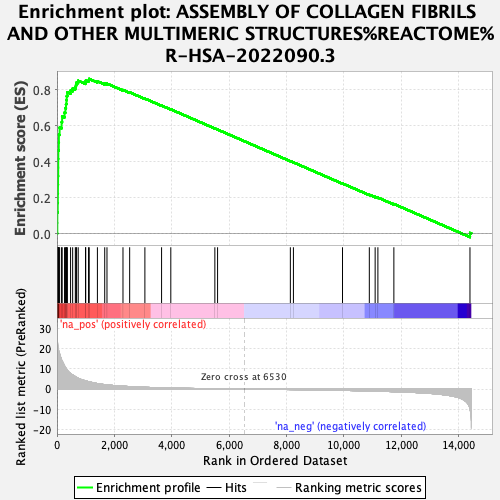 Enrichment plot: ASSEMBLY OF COLLAGEN FIBRILS
AND OTHER MULTIMERIC STRUCTURES%REACTOME%
R-HSA-2022090.3
Enrichment score (ES)
0.8
0.6
0.4
0.2
0.0
'na_pos' (positively correlated)
Ranked list metric (PreRanked)
30
20
10
0
-10
-20
Zero cross at 6530
'na_neg' (negatively correlated)
0 2,000 4,000 6,000 8,000 10,000 12,000 14,000
Rank in Ordered Dataset
Enrichment profile Hits Ranking metric scores